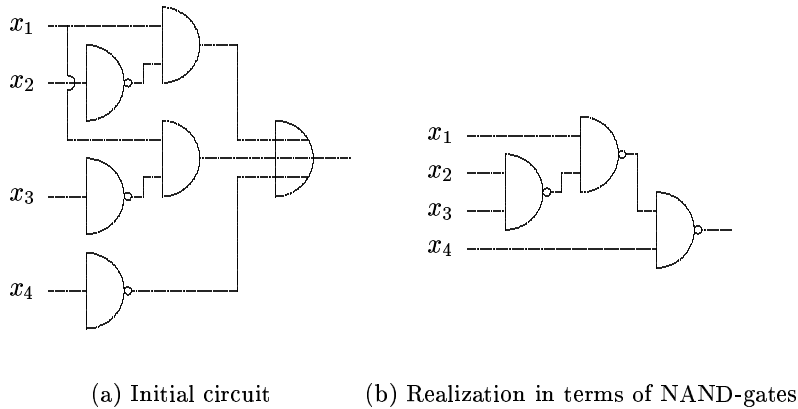 x₁
x₂
x₃
x₄
x₁
x₂
x₃
x₄
(a) Initial circuit
(b) Realization in terms of NAND-gates